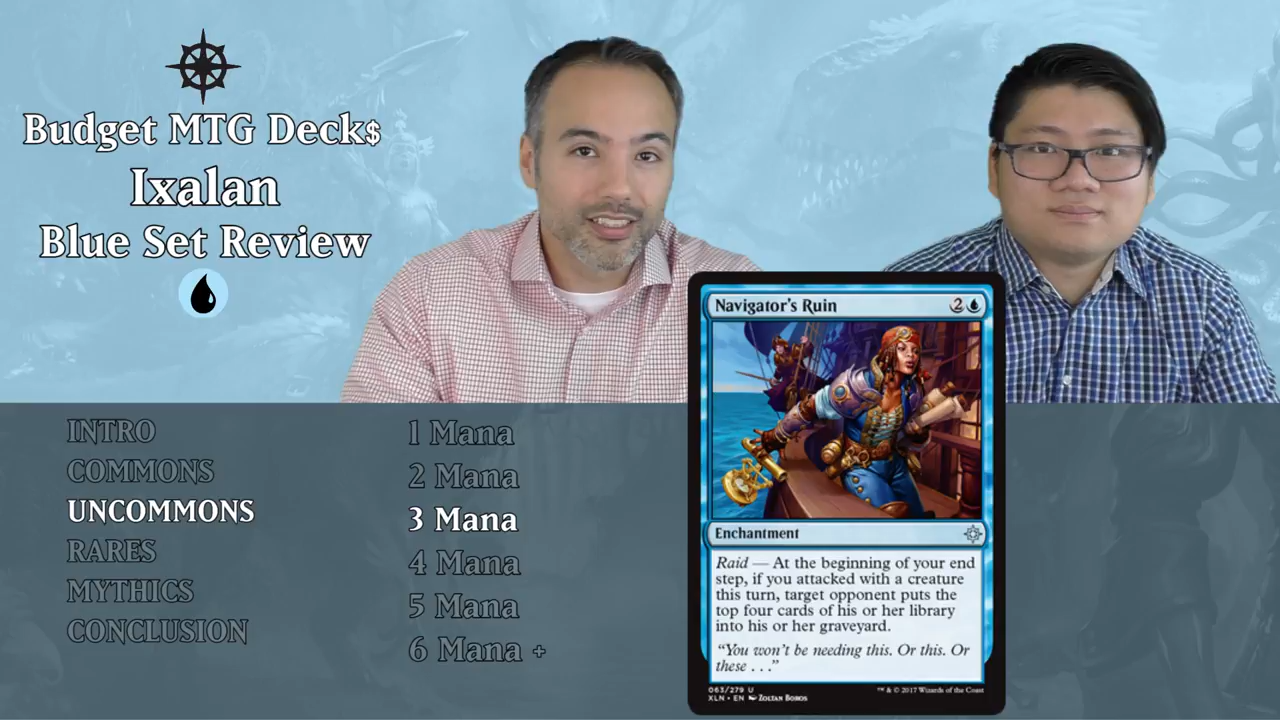 Budget MTG Deck$
Ixalan
Blue Set Review
INTRO
COMMONS
UNCOMMONS
RARES
MYTHICS
CONCLUSION
1 Mana
2 Mana
3 Mana
4 Mana
5 Mana
6 Mana +
Navigator's Ruin 2
Enchantment
Raid — At the beginning of your end
step, if you attacked with a creature
this turn, target opponent puts the
top four cards of his or her library
into his or her graveyard.
“You won't be needing this. Or this. Or
these . . .”
063/279 U
XLN • EN Zoltan Boros
™ & © 2017 Wizards of the Coast